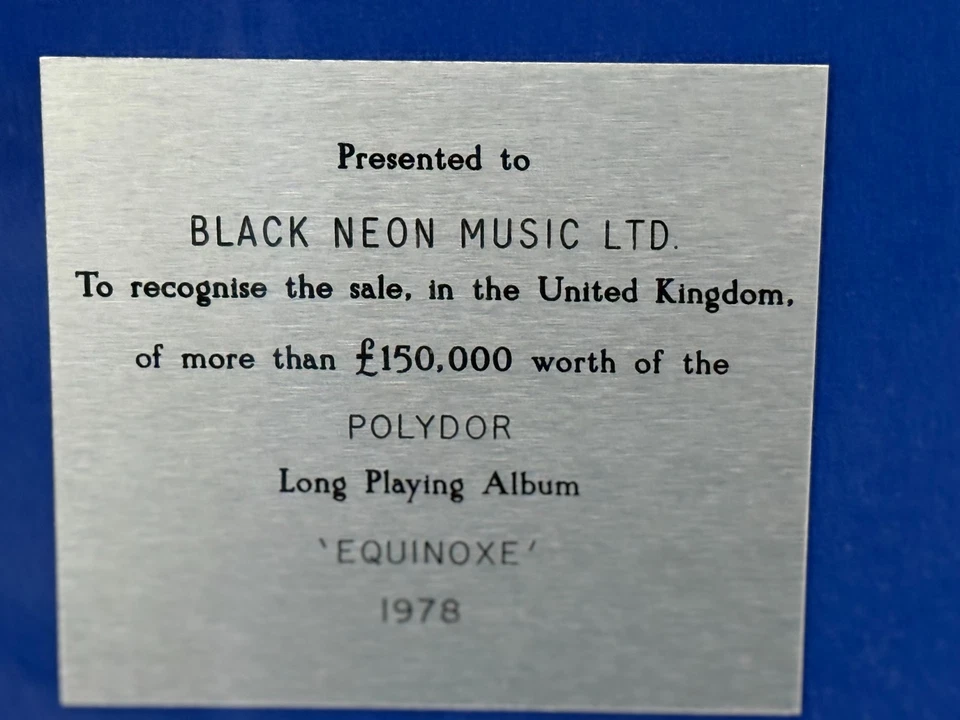 Presented to
BLACK NEON MUSIC LTD.
To recognise the sale, in the United Kingdom,
of more than £150,000 worth of the
POLYDOR
Long Playing Album
'EQUINOXE'
1978